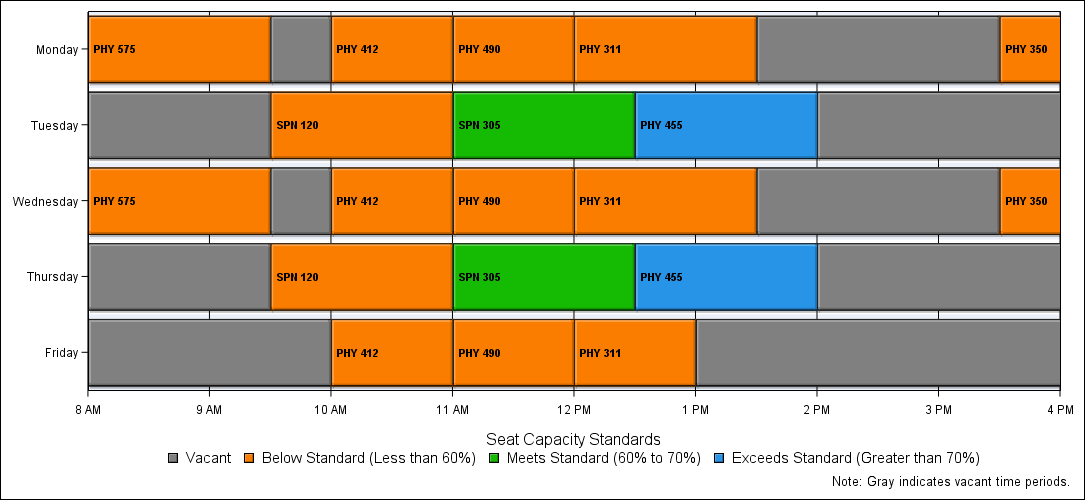 Monday PHY 575 PHY 412 PHY 490 PHY 311 PHY 350
Tuesday SPN 120 SPN 305 PHY 455
Wednesday PHY 575 PHY 412 PHY 490 PHY 311 PHY 350
Thursday SPN 120 SPN 305 PHY 455
Friday PHY 412 PHY 490 PHY 311
8 AM 9 AM 10 AM 11 AM 12 PM 1 PM 2 PM 3 PM 4 PM
Seat Capacity Standards
Vacant Below Standard (Less than 60%) Meets Standard (60% to 70%) Exceeds Standard (Greater than 70%)
Note: Gray indicates vacant time periods.